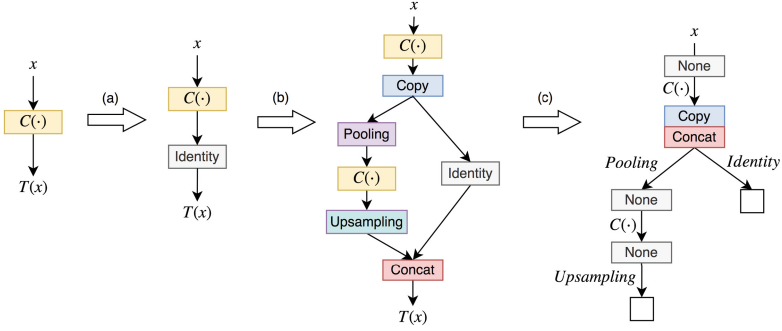 x
C(·)
T(x)
(a)
x
C(·)
Identity
T(x)
(b)
x
C(·)
Copy
Pooling
C(·)
Identity
Upsampling
Concat
T(x)
(c)
x
None
C(·)
Copy
Concat
Pooling
Identity
None
C(·)
None
Upsampling